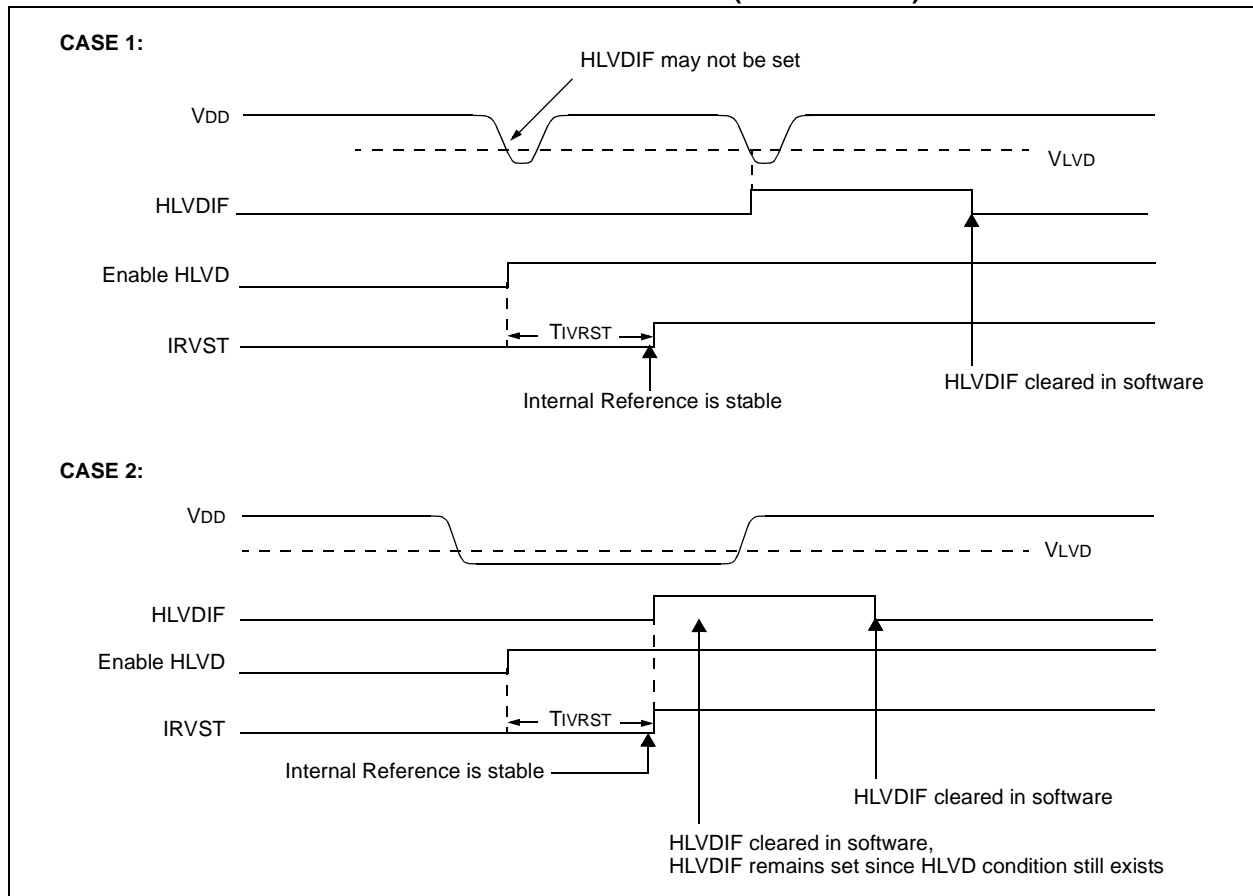 CASE 1:
HLVDIF may not be set
VDD
VLVD
HLVDIF
Enable HLVD
TIVRST
IRVST
HLVDIF cleared in software
Internal Reference is stable
CASE 2:
VDD
VLVD
HLVDIF
Enable HLVD
TIVRST
IRVST
Internal Reference is stable
HLVDIF cleared in software
HLVDIF cleared in software,
HLVDIF remains set since HLVD condition still exists